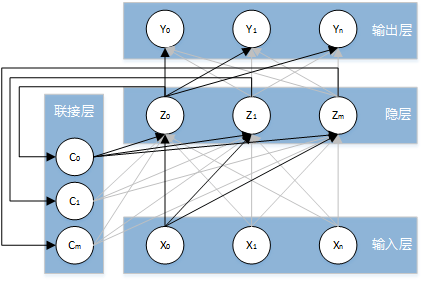 Y₀ Y₁ Yₙ 输出层
联接层
Z₀ Z₁ Zₘ 隐层
C₀
C₁
Cₘ
X₀ X₁ Xₙ 输入层